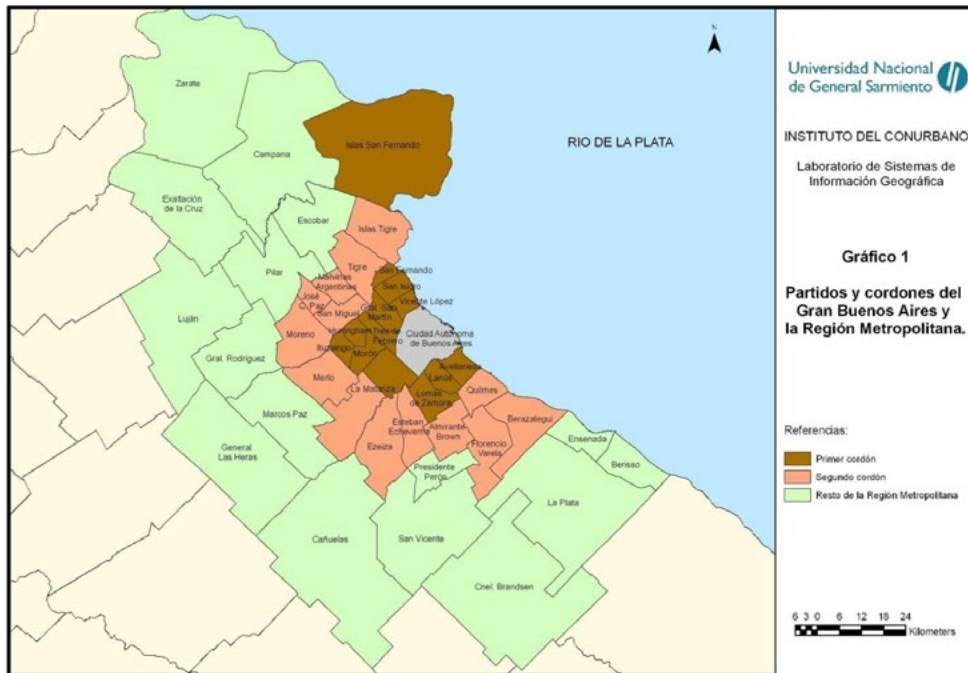 Zarate
Campana
Islas San Fernando
RIO DE LA PLATA
N
Exaltación
de la Cruz
Escobar
Islas Tigre
Pilar
Tigre
San Fernando
Malvinas
Argentinas
San Isidro
José
C. Paz
Vicente López
Gral. San
Martín
San Miguel
Luján
Moreno
Hurlingham
Tres de
Febrero
Ciudad Autónoma
de Buenos Aires
Ituzaingo
Morón
Gral. Rodriguez
Avellaneda
Lanús
Merlo
La Matanza
Lomas
de Zamora
Quilmes
Marcos Paz
Esteban
Echeverria
Almirante
Brown
Berazategui
General
Las Heras
Ezeiza
Florencio
Varela
Ensenada
Berisso
Presidente
Perón
La Plata
Cañuelas
San Vicente
Cnel. Brandsen
Universidad Nacional
de General Sarmiento
INSTITUTO DEL CONURBANO
Laboratorio de Sistemas de
Información Geográfica
Gráfico 1
Partidos y cordones del
Gran Buenos Aires y
la Región Metropolitana.
Referencias:
Primer cordón
Segundo cordón
Resto de la Región Metropolitana
6 3 0 6 12 18 24
Kilometers